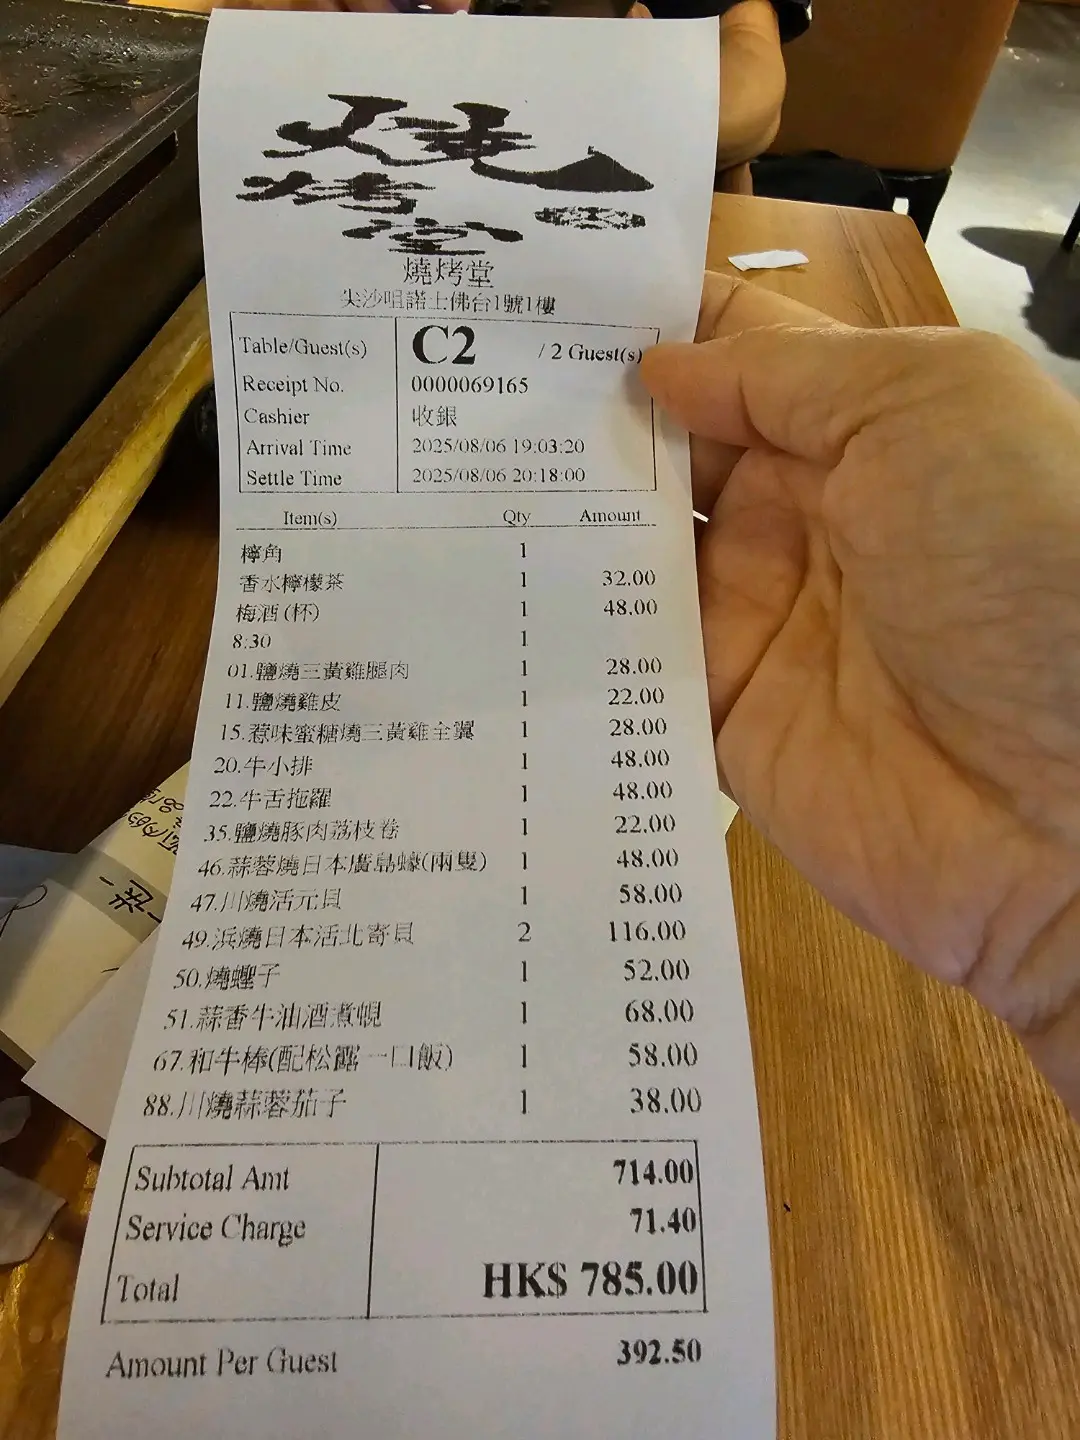 燒
烤
堂
燒烤堂
尖沙咀諾士佛台1號1樓
Table/Guest(s) C2 / 2 Guest(s)
Receipt No. 0000069165
Cashier 收銀
Arrival Time 2025/08/06 19:03:20
Settle Time 2025/08/06 20:18:00
Item(s) Qty Amount
檸角 1
香水檸檬茶 1 32.00
梅酒 (杯) 1 48.00
8:30 1
01.鹽燒三黃雞腿肉 1 28.00
11.鹽燒雞皮 1 22.00
15.惹味蜜糖燒三黃雞全翼 1 28.00
20.牛小排 1 48.00
22.牛舌拖羅 1 48.00
35.鹽燒豚肉荔枝卷 1 22.00
46.蒜蓉燒日本廣島蠔(兩隻) 1 48.00
47.川燒活元貝 1 58.00
49.浜燒日本活北寄貝 2 116.00
50.燒蟶子 1 52.00
51.蒜香牛油酒煮蜆 1 68.00
67.和牛棒(配松露一口飯) 1 58.00
88.川燒蒜蓉茄子 1 38.00
Subtotal Amt 714.00
Service Charge 71.40
Total HK$ 785.00
Amount Per Guest 392.50